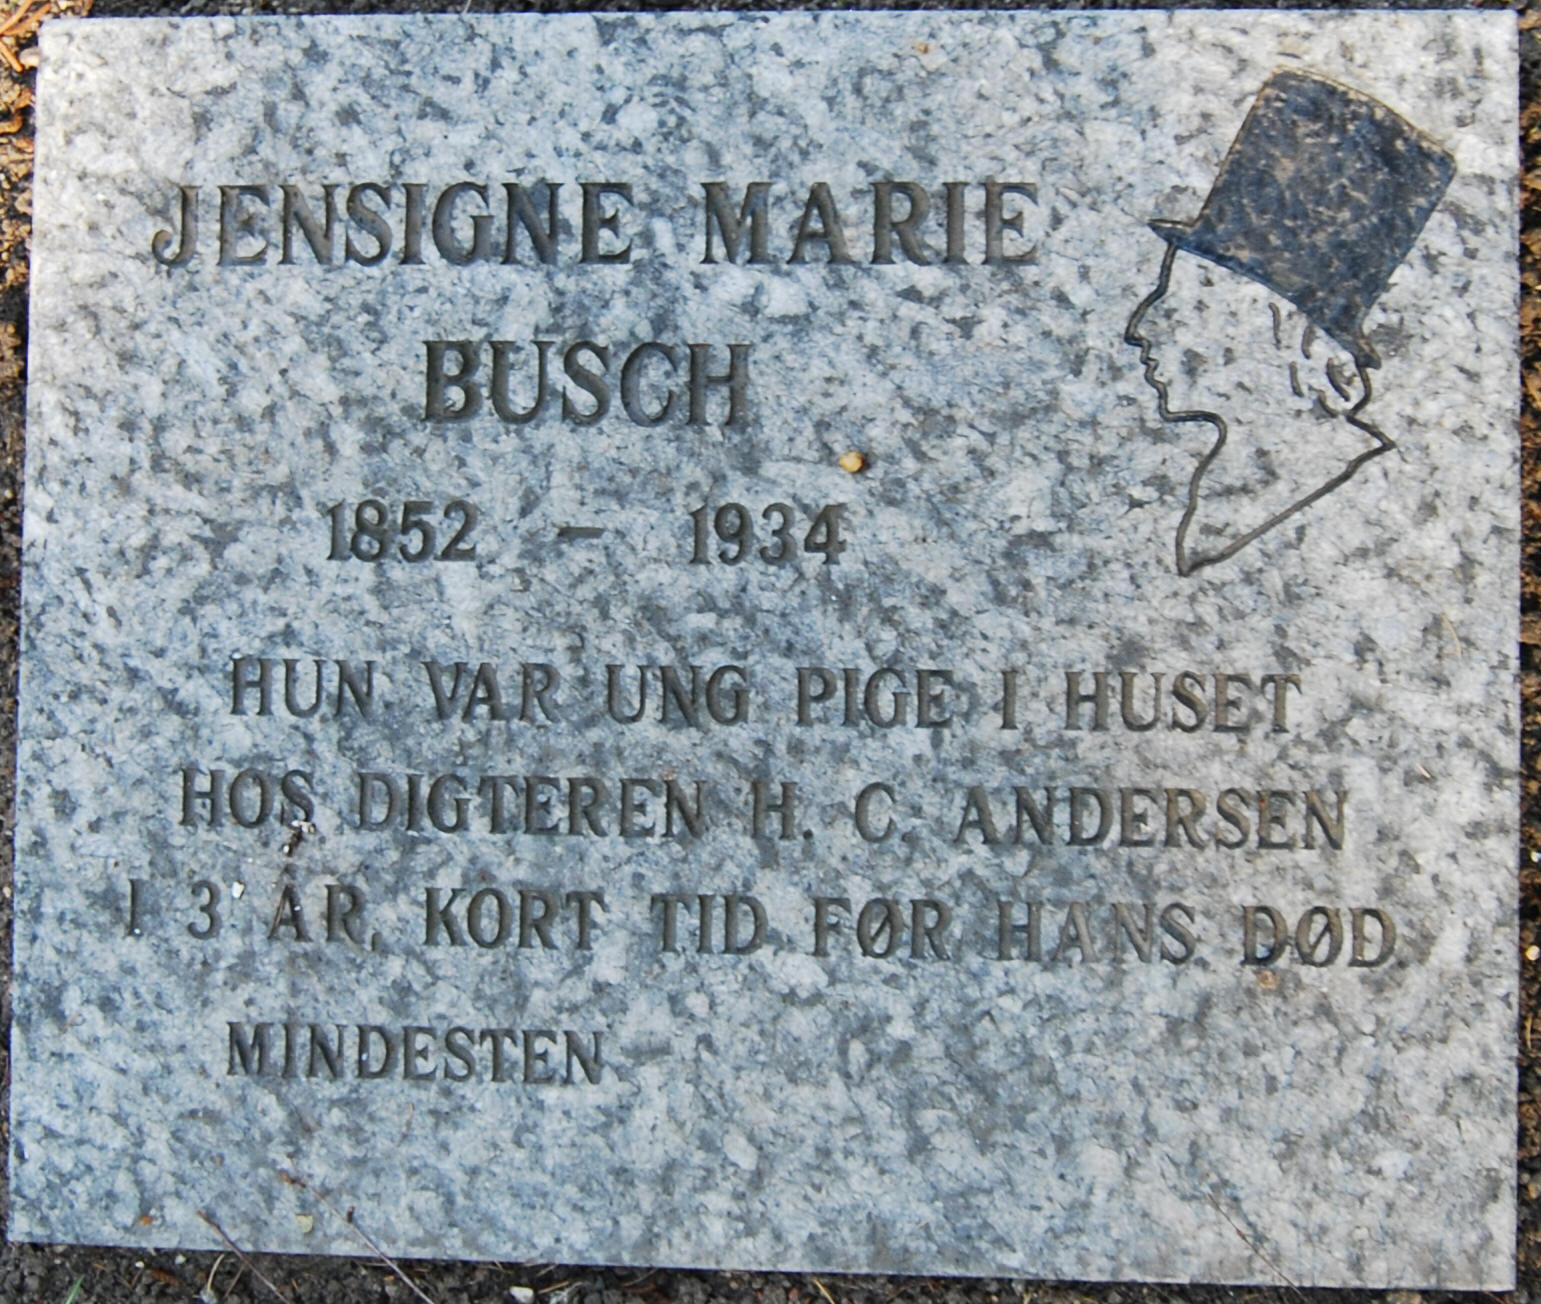 JENSIGNE MARIE
BUSCH
1852 – 1934
HUN VAR UNG PIGE I HUSET
HOS DIGTEREN H. C. ANDERSEN
I 3 ÅR, KORT TID FØR HANS DØD
MINDESTEN